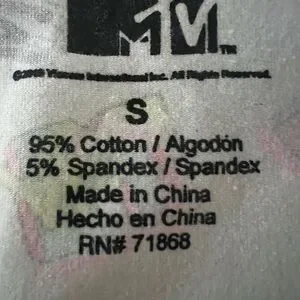 MTV™
Viacom International Inc. All Rights Reserved.
S
95% Cotton / Algodón
5% Spandex / Spandex
Made in China
Hecho en China
RN# 71868